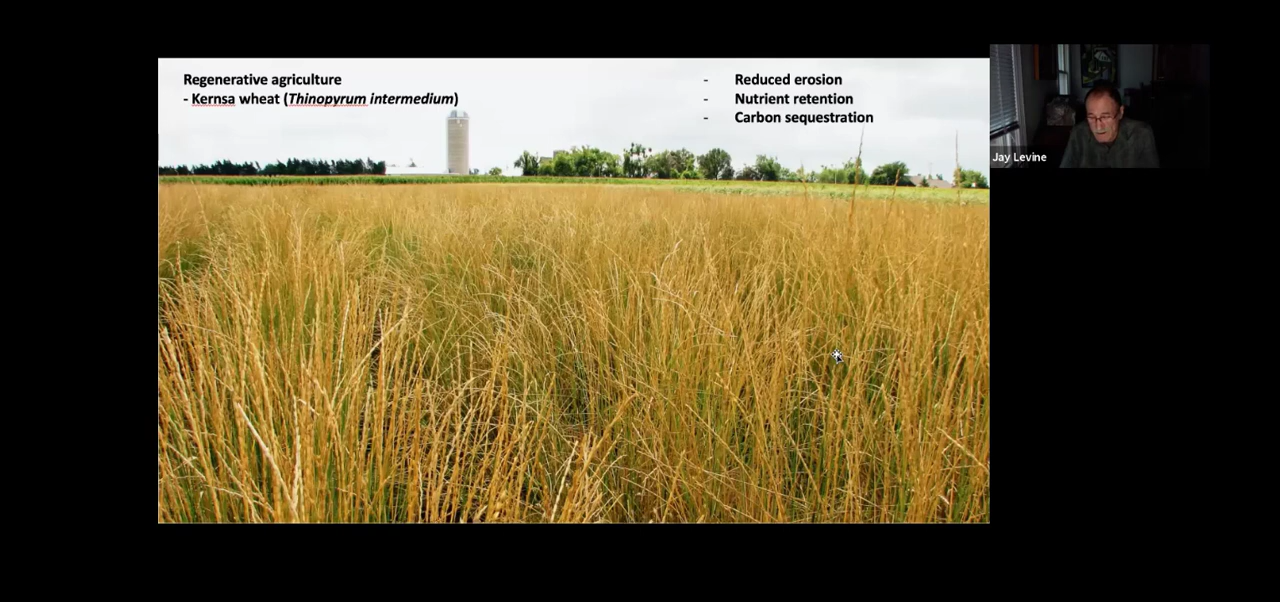 Regenerative agriculture
- Kernsa wheat (Thinopyrum intermedium)
- Reduced erosion
- Nutrient retention
- Carbon sequestration
Jay Levine